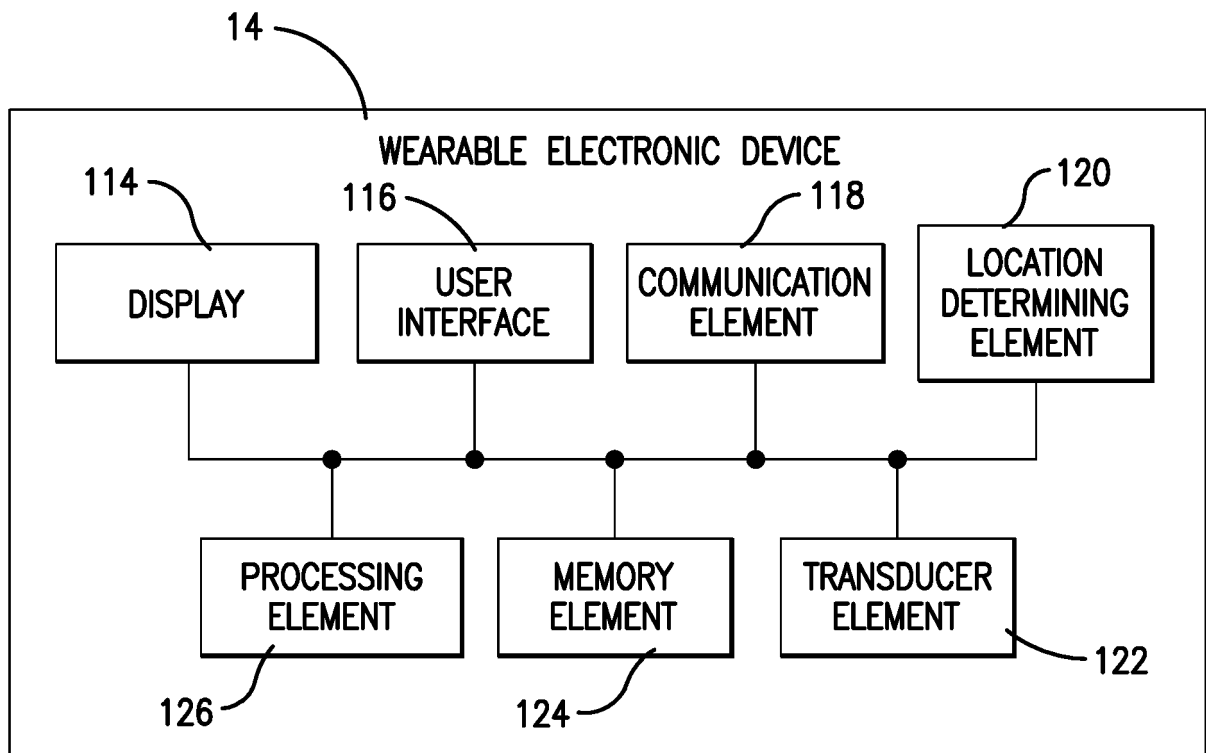 14
WEARABLE ELECTRONIC DEVICE
114
116
118
120
DISPLAY
USER
INTERFACE
COMMUNICATION
ELEMENT
LOCATION
DETERMINING
ELEMENT
PROCESSING
ELEMENT
MEMORY
ELEMENT
TRANSDUCER
ELEMENT
126
124
122